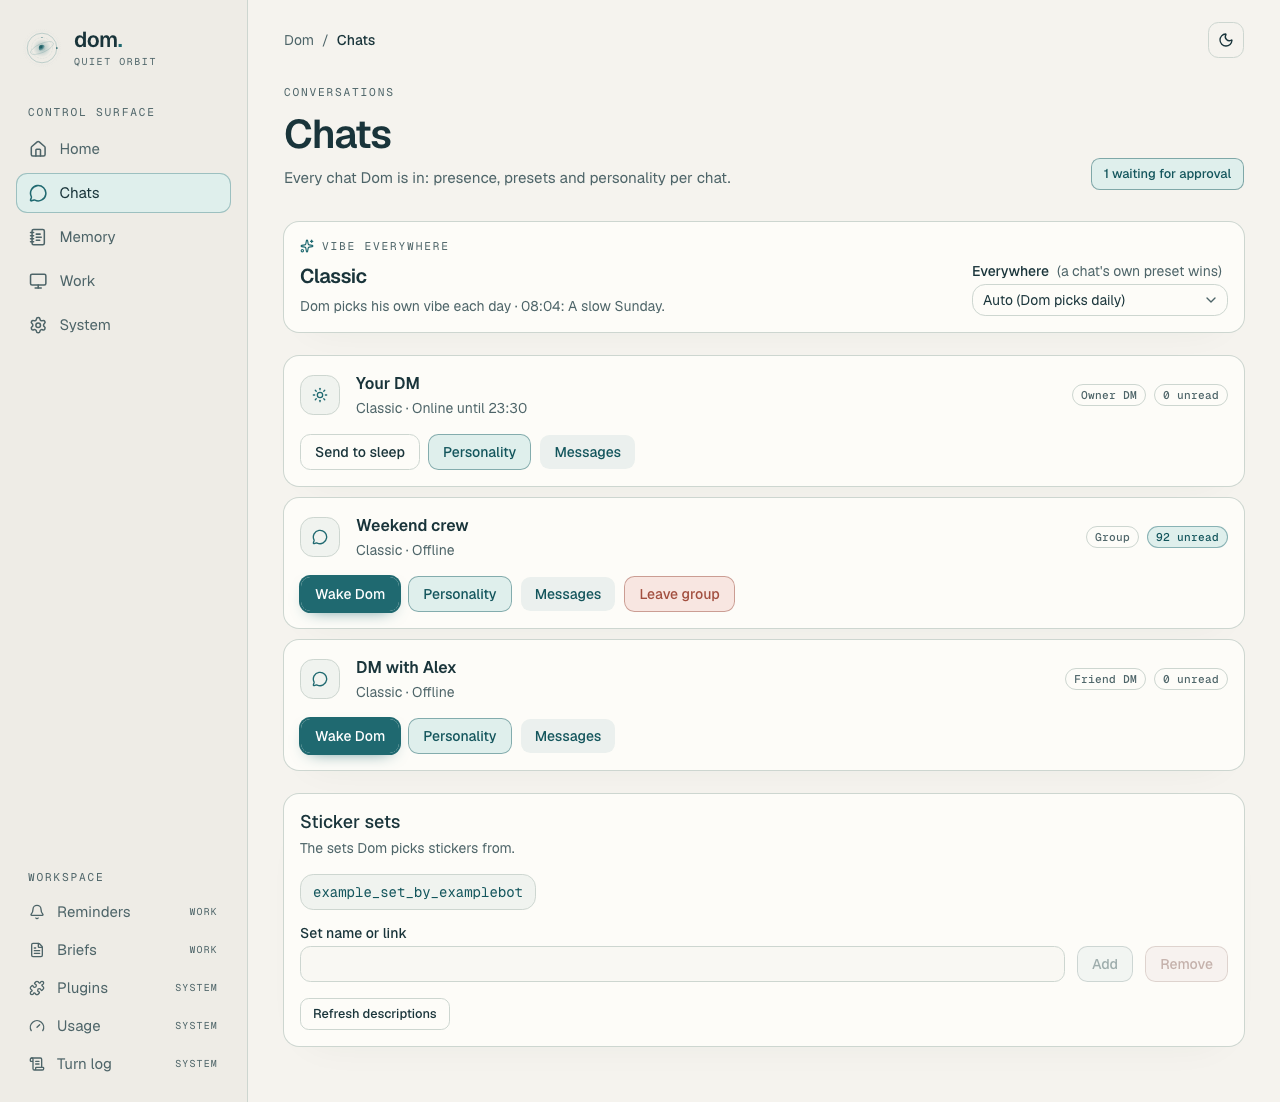 dom.
QUIET ORBIT
CONTROL SURFACE
Home
Chats
Memory
Work
System
WORKSPACE
Reminders WORK
Briefs WORK
Plugins SYSTEM
Usage SYSTEM
Turn log SYSTEM
Dom / Chats
CONVERSATIONS
Chats
Every chat Dom is in: presence, presets and personality per chat.
1 waiting for approval
VIBE EVERYWHERE
Classic
Dom picks his own vibe each day · 08:04: A slow Sunday.
Everywhere (a chat's own preset wins)
Auto (Dom picks daily)
Your DM
Classic · Online until 23:30
Owner DM 0 unread
Send to sleep Personality Messages
Weekend crew
Classic · Offline
Group 92 unread
Wake Dom Personality Messages Leave group
DM with Alex
Classic · Offline
Friend DM 0 unread
Wake Dom Personality Messages
Sticker sets
The sets Dom picks stickers from.
example_set_by_examplebot
Set name or link
Add Remove
Refresh descriptions